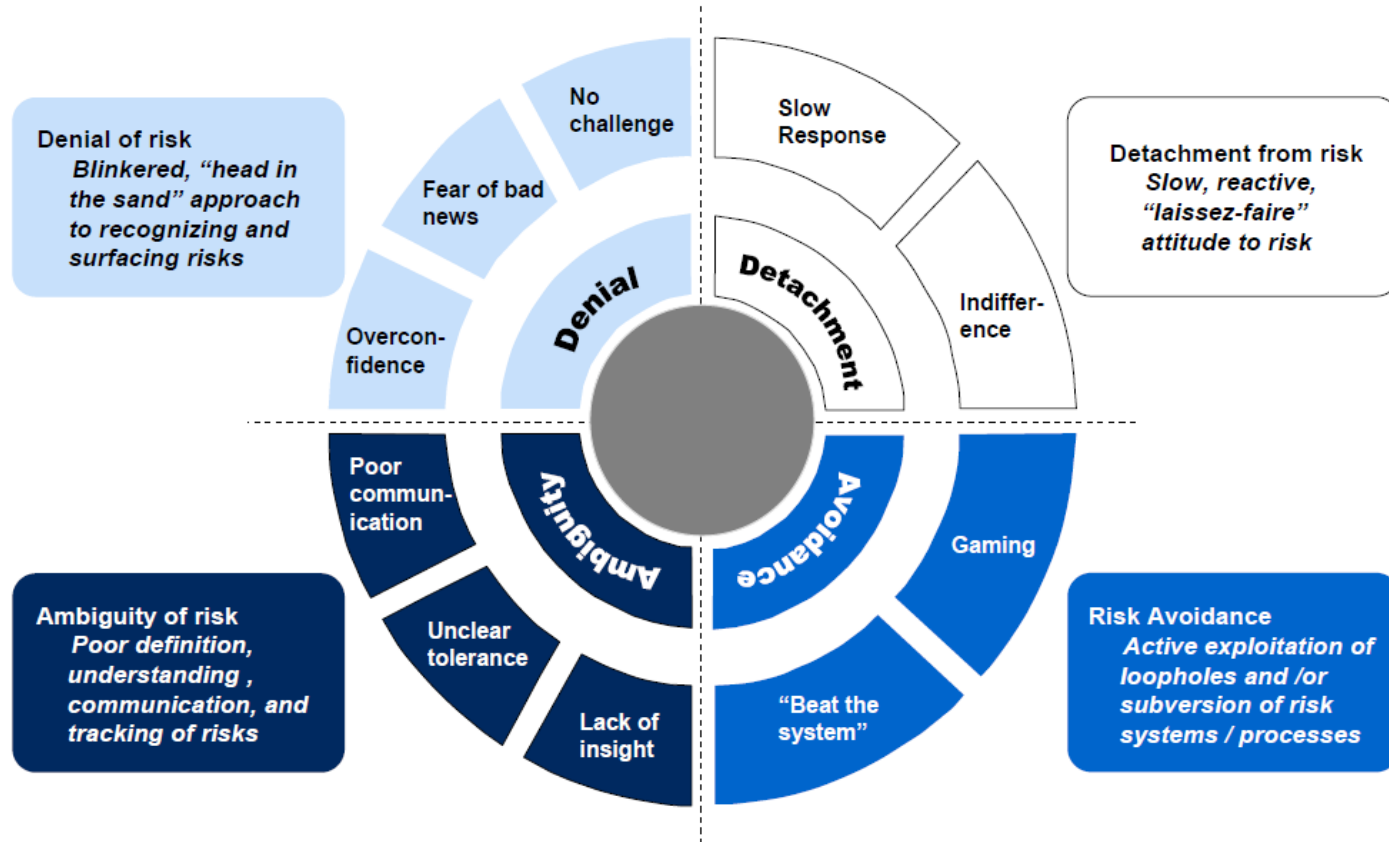 Denial of risk
Blinkered, “head in
the sand” approach
to recognizing and
surfacing risks
No
challenge
Fear of bad
news
Overcon-
fidence
Denial
Slow
Response
Indiffer-
ence
Detachment
Detachment from risk
Slow, reactive,
“laissez-faire”
attitude to risk
Ambiguity of risk
Poor definition,
understanding ,
communication, and
tracking of risks
Poor
commun-
ication
Unclear
tolerance
Lack of
insight
Ambiguity
Avoidance
Gaming
“Beat the
system”
Risk Avoidance
Active exploitation of
loopholes and /or
subversion of risk
systems / processes